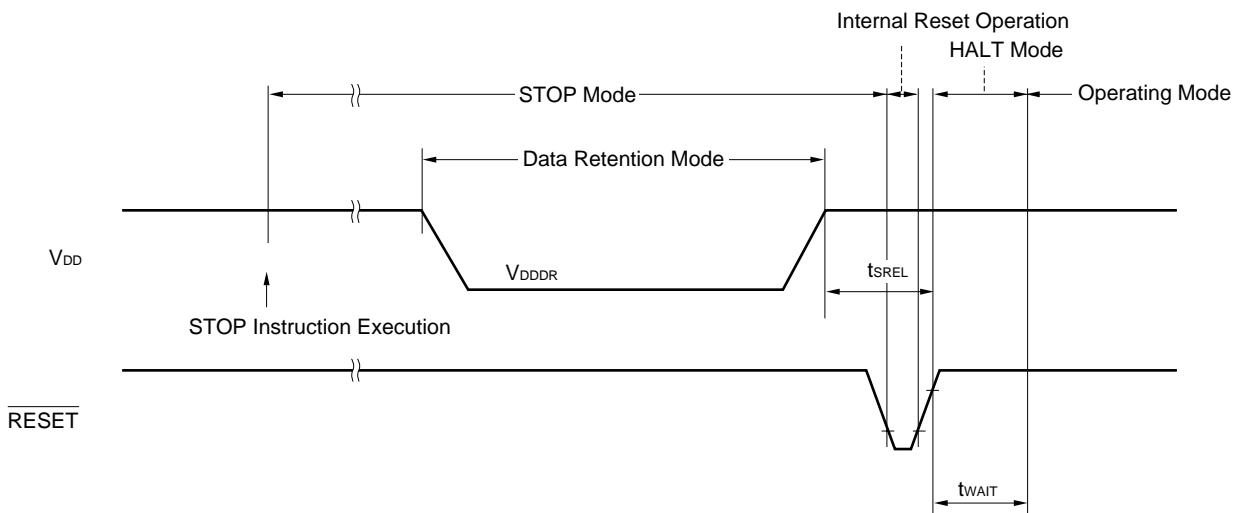 Internal Reset Operation
HALT Mode
STOP Mode
Operating Mode
Data Retention Mode
VDD
VDDDR
tSREL
STOP Instruction Execution
RESET
tWAIT